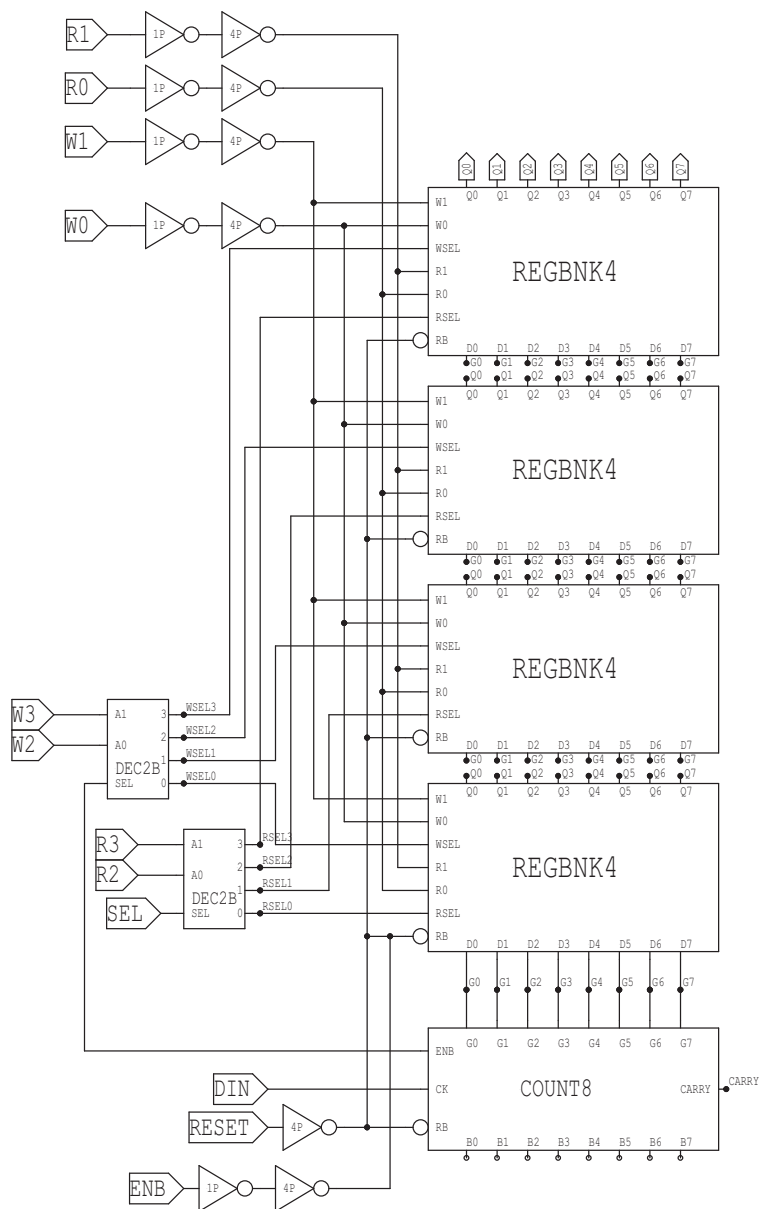 R1 1P 4P
R0 1P 4P
W1 1P 4P
Q0 Q1 Q2 Q3 Q4 Q5 Q6 Q7
Q0 Q1 Q2 Q3 Q4 Q5 Q6 Q7
W1
W0 1P 4P W0
WSEL
REGBNK4
R1
R0
RSEL
RB
D0 D1 D2 D3 D4 D5 D6 D7
G0 G1 G2 G3 G4 G5 G6 G7
Q0 Q1 Q2 Q3 Q4 Q5 Q6 Q7
Q0 Q1 Q2 Q3 Q4 Q5 Q6 Q7
W1
W0
WSEL
REGBNK4
R1
R0
RSEL
RB
D0 D1 D2 D3 D4 D5 D6 D7
G0 G1 G2 G3 G4 G5 G6 G7
Q0 Q1 Q2 Q3 Q4 Q5 Q6 Q7
Q0 Q1 Q2 Q3 Q4 Q5 Q6 Q7
W1
W0
WSEL
REGBNK4
R1
R0
RSEL
RB
W3 A1 3 WSEL3
W2 A0 2 WSEL2
DEC2B 1 WSEL1
SEL 0 WSEL0
D0 D1 D2 D3 D4 D5 D6 D7
G0 G1 G2 G3 G4 G5 G6 G7
Q0 Q1 Q2 Q3 Q4 Q5 Q6 Q7
Q0 Q1 Q2 Q3 Q4 Q5 Q6 Q7
W1
W0
WSEL
REGBNK4
R1
R0
RSEL
RB
R3 A1 3 RSEL3
R2 A0 2 RSEL2
DEC2B 1 RSEL1
SEL SEL 0 RSEL0
D0 D1 D2 D3 D4 D5 D6 D7
G0 G1 G2 G3 G4 G5 G6 G7
G0 G1 G2 G3 G4 G5 G6 G7
ENB
DIN CK COUNT8 CARRY CARRY
RESET 4P RB
B0 B1 B2 B3 B4 B5 B6 B7
ENB 1P 4P